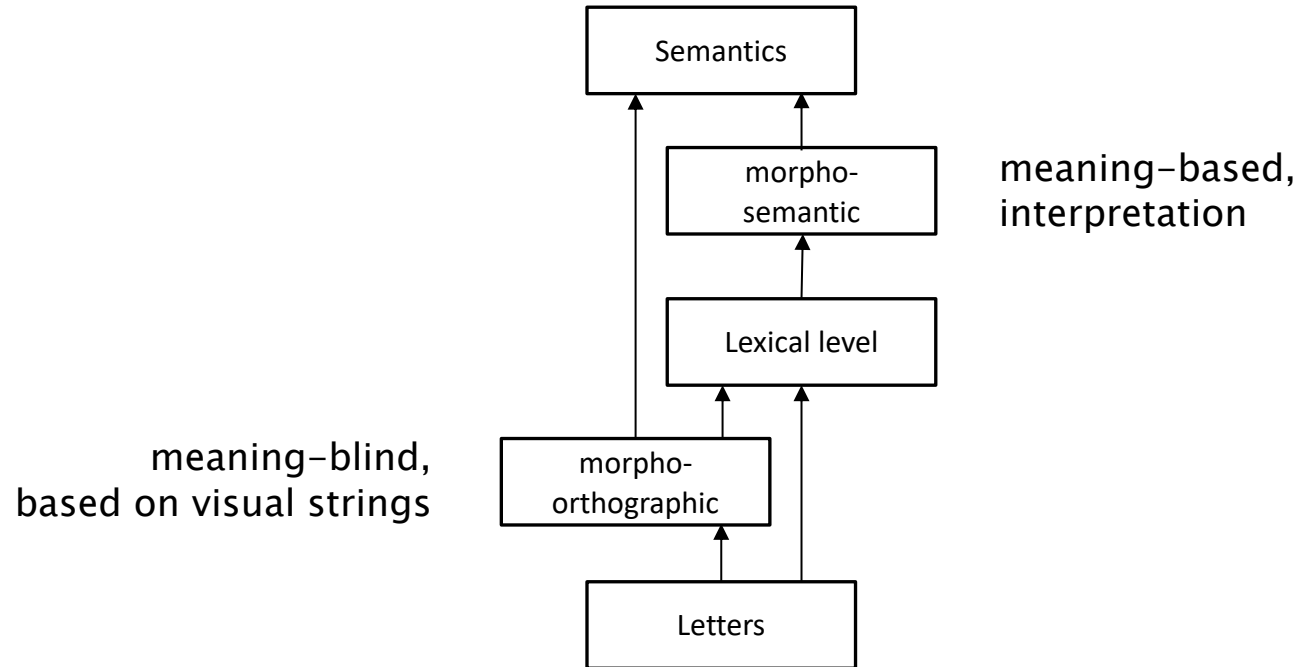 Semantics
morpho-
semantic
meaning-based,
interpretation
Lexical level
meaning-blind,
based on visual strings
morpho-
orthographic
Letters